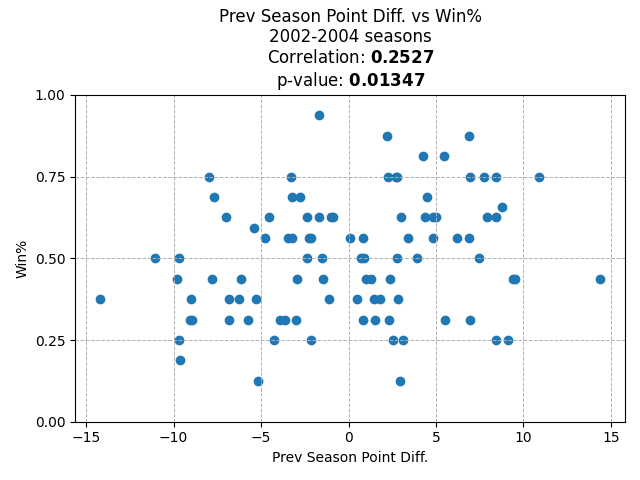 Prev Season Point Diff. vs Win%
2002-2004 seasons
Correlation: 0.2527
p-value: 0.01347
1.00
0.75
0.50
0.25
0.00
Win%
−15
−10
−5
0
5
10
15
Prev Season Point Diff.